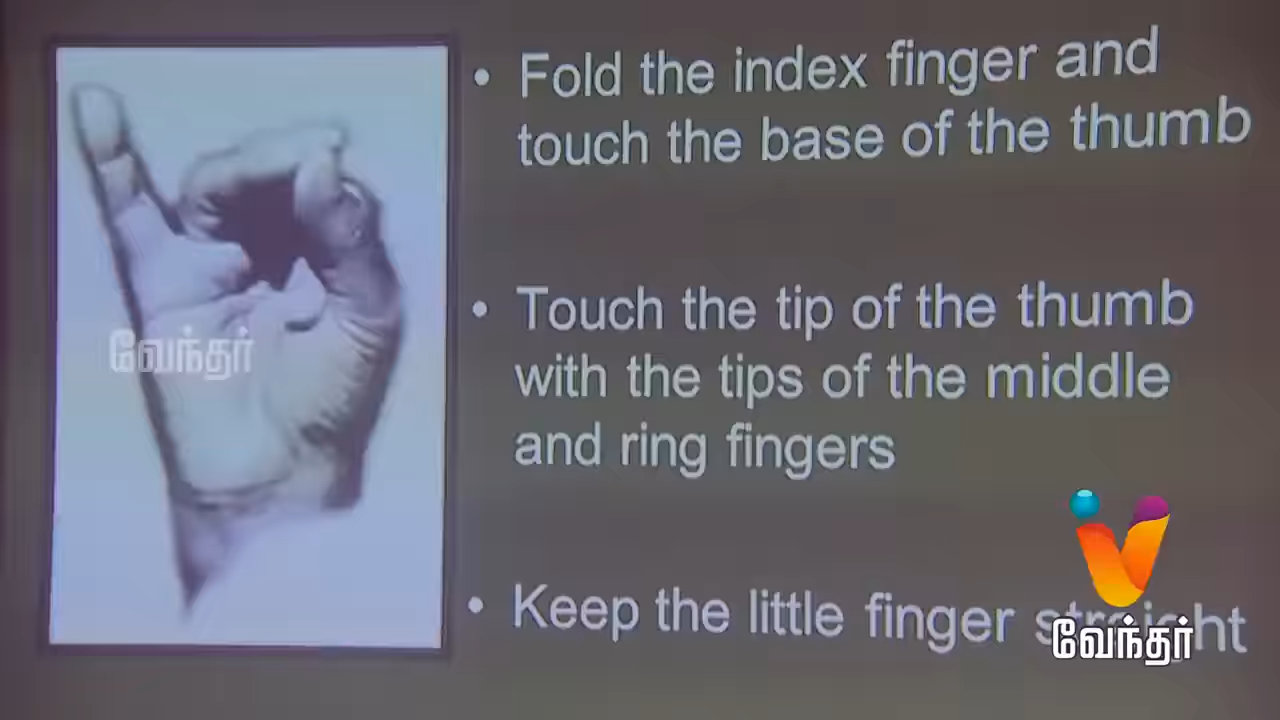 • Fold the index finger and
touch the base of the thumb
• Touch the tip of the thumb
with the tips of the middle
and ring fingers
• Keep the little finger straight
வேந்தர்
வேந்தர்